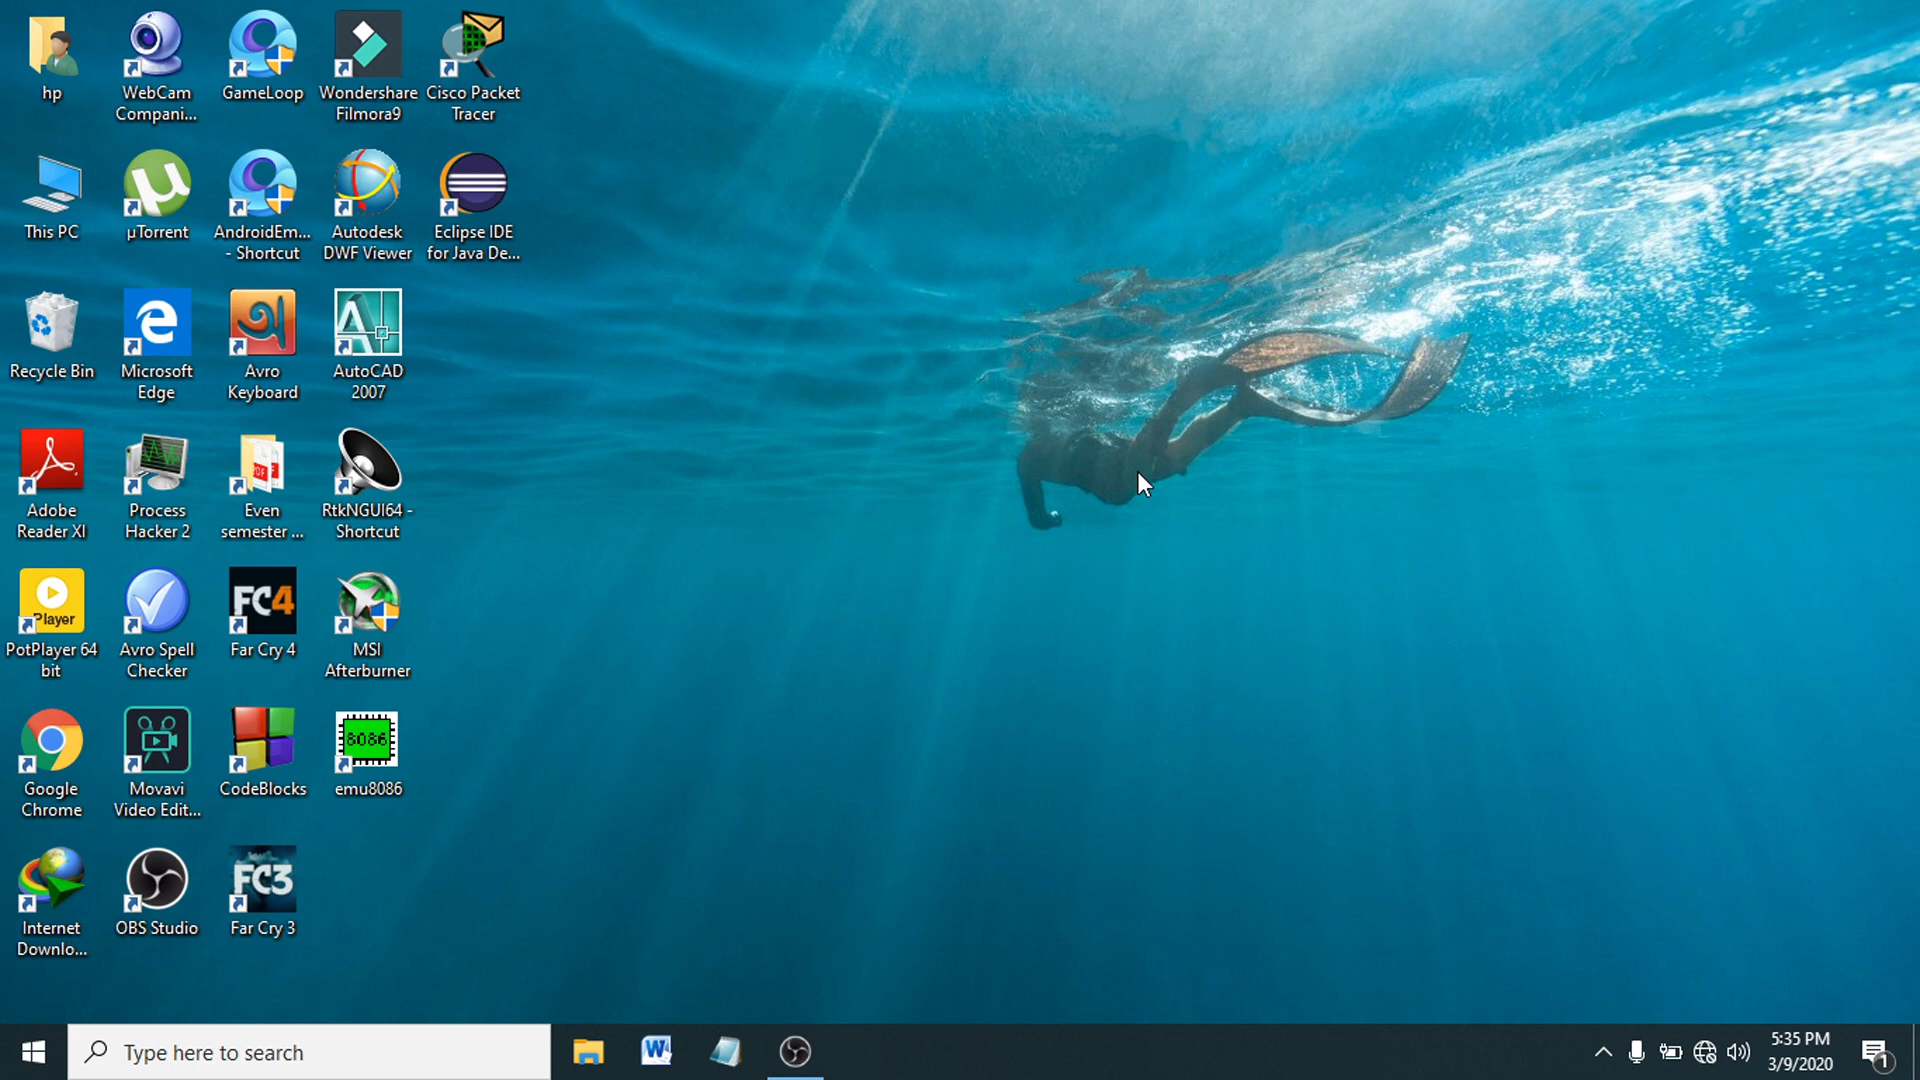 hp
WebCam
Compani...
GameLoop
Wondershare
Filmora9
Cisco Packet
Tracer
This PC
µTorrent
AndroidEm...
- Shortcut
Autodesk
DWF Viewer
Eclipse IDE
for Java De...
Recycle Bin
Microsoft
Edge
Avro
Keyboard
AutoCAD
2007
Adobe
Reader XI
Process
Hacker 2
PDF
Even
semester ...
RtkNGUI64 -
Shortcut
Player
PotPlayer 64
bit
Avro Spell
Checker
FC4
Far Cry 4
MSI
Afterburner
Google
Chrome
Movavi
Video Edit...
CodeBlocks
8086
emu8086
Internet
Downlo...
OBS Studio
FC3
Far Cry 3
Type here to search
W
5:35 PM
3/9/2020
1